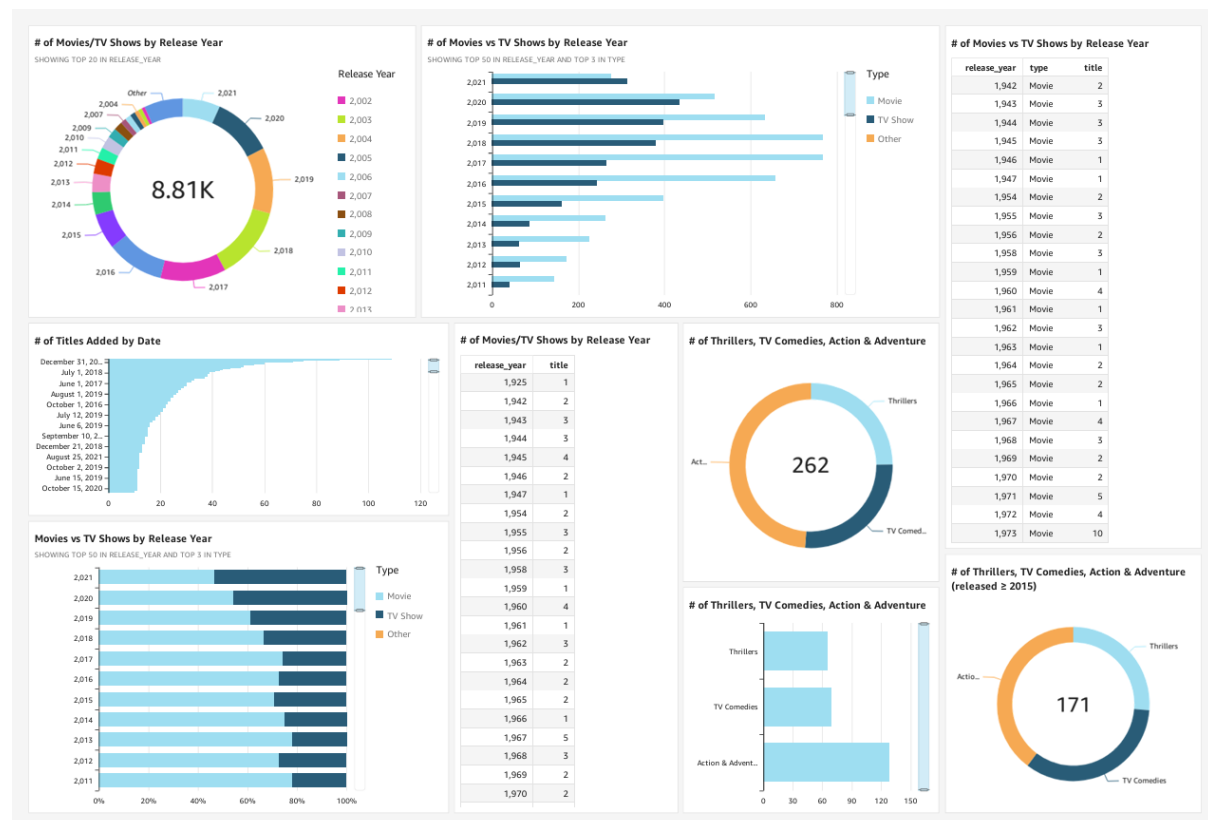 # of Movies/TV Shows by Release Year
SHOWING TOP 20 IN RELEASE_YEAR
Release Year
2,002
2,003
2,004
2,005
2,006
2,007
2,008
2,009
2,010
2,011
2,012
2,013
Other
2,004
2,007
2,009
2,010
2,011
2,012
2,013
2,014
2,015
2,016
2,017
2,018
2,019
2,020
2,021
8.81K
# of Movies vs TV Shows by Release Year
SHOWING TOP 50 IN RELEASE_YEAR AND TOP 3 IN TYPE
2,021
2,020
2,019
2,018
2,017
2,016
2,015
2,014
2,013
2,012
2,011
0 200 400 600 800
Type
Movie
TV Show
Other
# of Movies vs TV Shows by Release Year
release_year type title
1,942 Movie 2
1,943 Movie 3
1,944 Movie 3
1,945 Movie 3
1,946 Movie 1
1,947 Movie 1
1,954 Movie 2
1,955 Movie 3
1,956 Movie 2
1,958 Movie 3
1,959 Movie 1
1,960 Movie 4
1,961 Movie 1
1,962 Movie 3
1,963 Movie 1
1,964 Movie 2
1,965 Movie 2
1,966 Movie 1
1,967 Movie 4
1,968 Movie 3
1,969 Movie 2
1,970 Movie 2
1,971 Movie 5
1,972 Movie 4
1,973 Movie 10
# of Titles Added by Date
December 31, 20...
July 1, 2018
June 1, 2017
August 1, 2019
October 1, 2016
July 12, 2019
June 6, 2019
September 10, 2...
December 21, 2018
August 25, 2021
October 2, 2019
June 15, 2019
October 15, 2020
0 20 40 60 80 100 120
Movies vs TV Shows by Release Year
SHOWING TOP 50 IN RELEASE_YEAR AND TOP 3 IN TYPE
2,021
2,020
2,019
2,018
2,017
2,016
2,015
2,014
2,013
2,012
2,011
0% 20% 40% 60% 80% 100%
Type
Movie
TV Show
Other
# of Movies/TV Shows by Release Year
release_year title
1,925 1
1,942 2
1,943 3
1,944 3
1,945 4
1,946 2
1,947 1
1,954 2
1,955 3
1,956 2
1,958 3
1,959 1
1,960 4
1,961 1
1,962 3
1,963 2
1,964 2
1,965 2
1,966 1
1,967 5
1,968 3
1,969 2
1,970 2
# of Thrillers, TV Comedies, Action & Adventure
Thrillers
Act...
262
TV Comed...
# of Thrillers, TV Comedies, Action & Adventure
Thrillers
TV Comedies
Action & Advent...
0 30 60 90 120 150
# of Thrillers, TV Comedies, Action & Adventure
(released ≥ 2015)
Thrillers
Actio...
171
TV Comedies